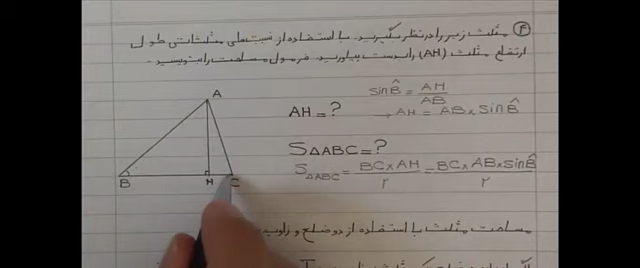 ۴ مثلث زیر را در نظر بگیرید. با استفاده از نسبت های مثلثاتی طول
ارتفاع مثلث (AH) را بدست بیاورید. فرمول مساحت را بنویسید.
A
B
H
C
AH = ?
sin B̂ = AH / AB
→ AH = AB × sin B̂
S△ABC = ?
S△ABC = BC × AH / ۲ = BC × AB × sin B̂ / ۲
مساحت مثلث با استفاده از دو ضلع و زاویه